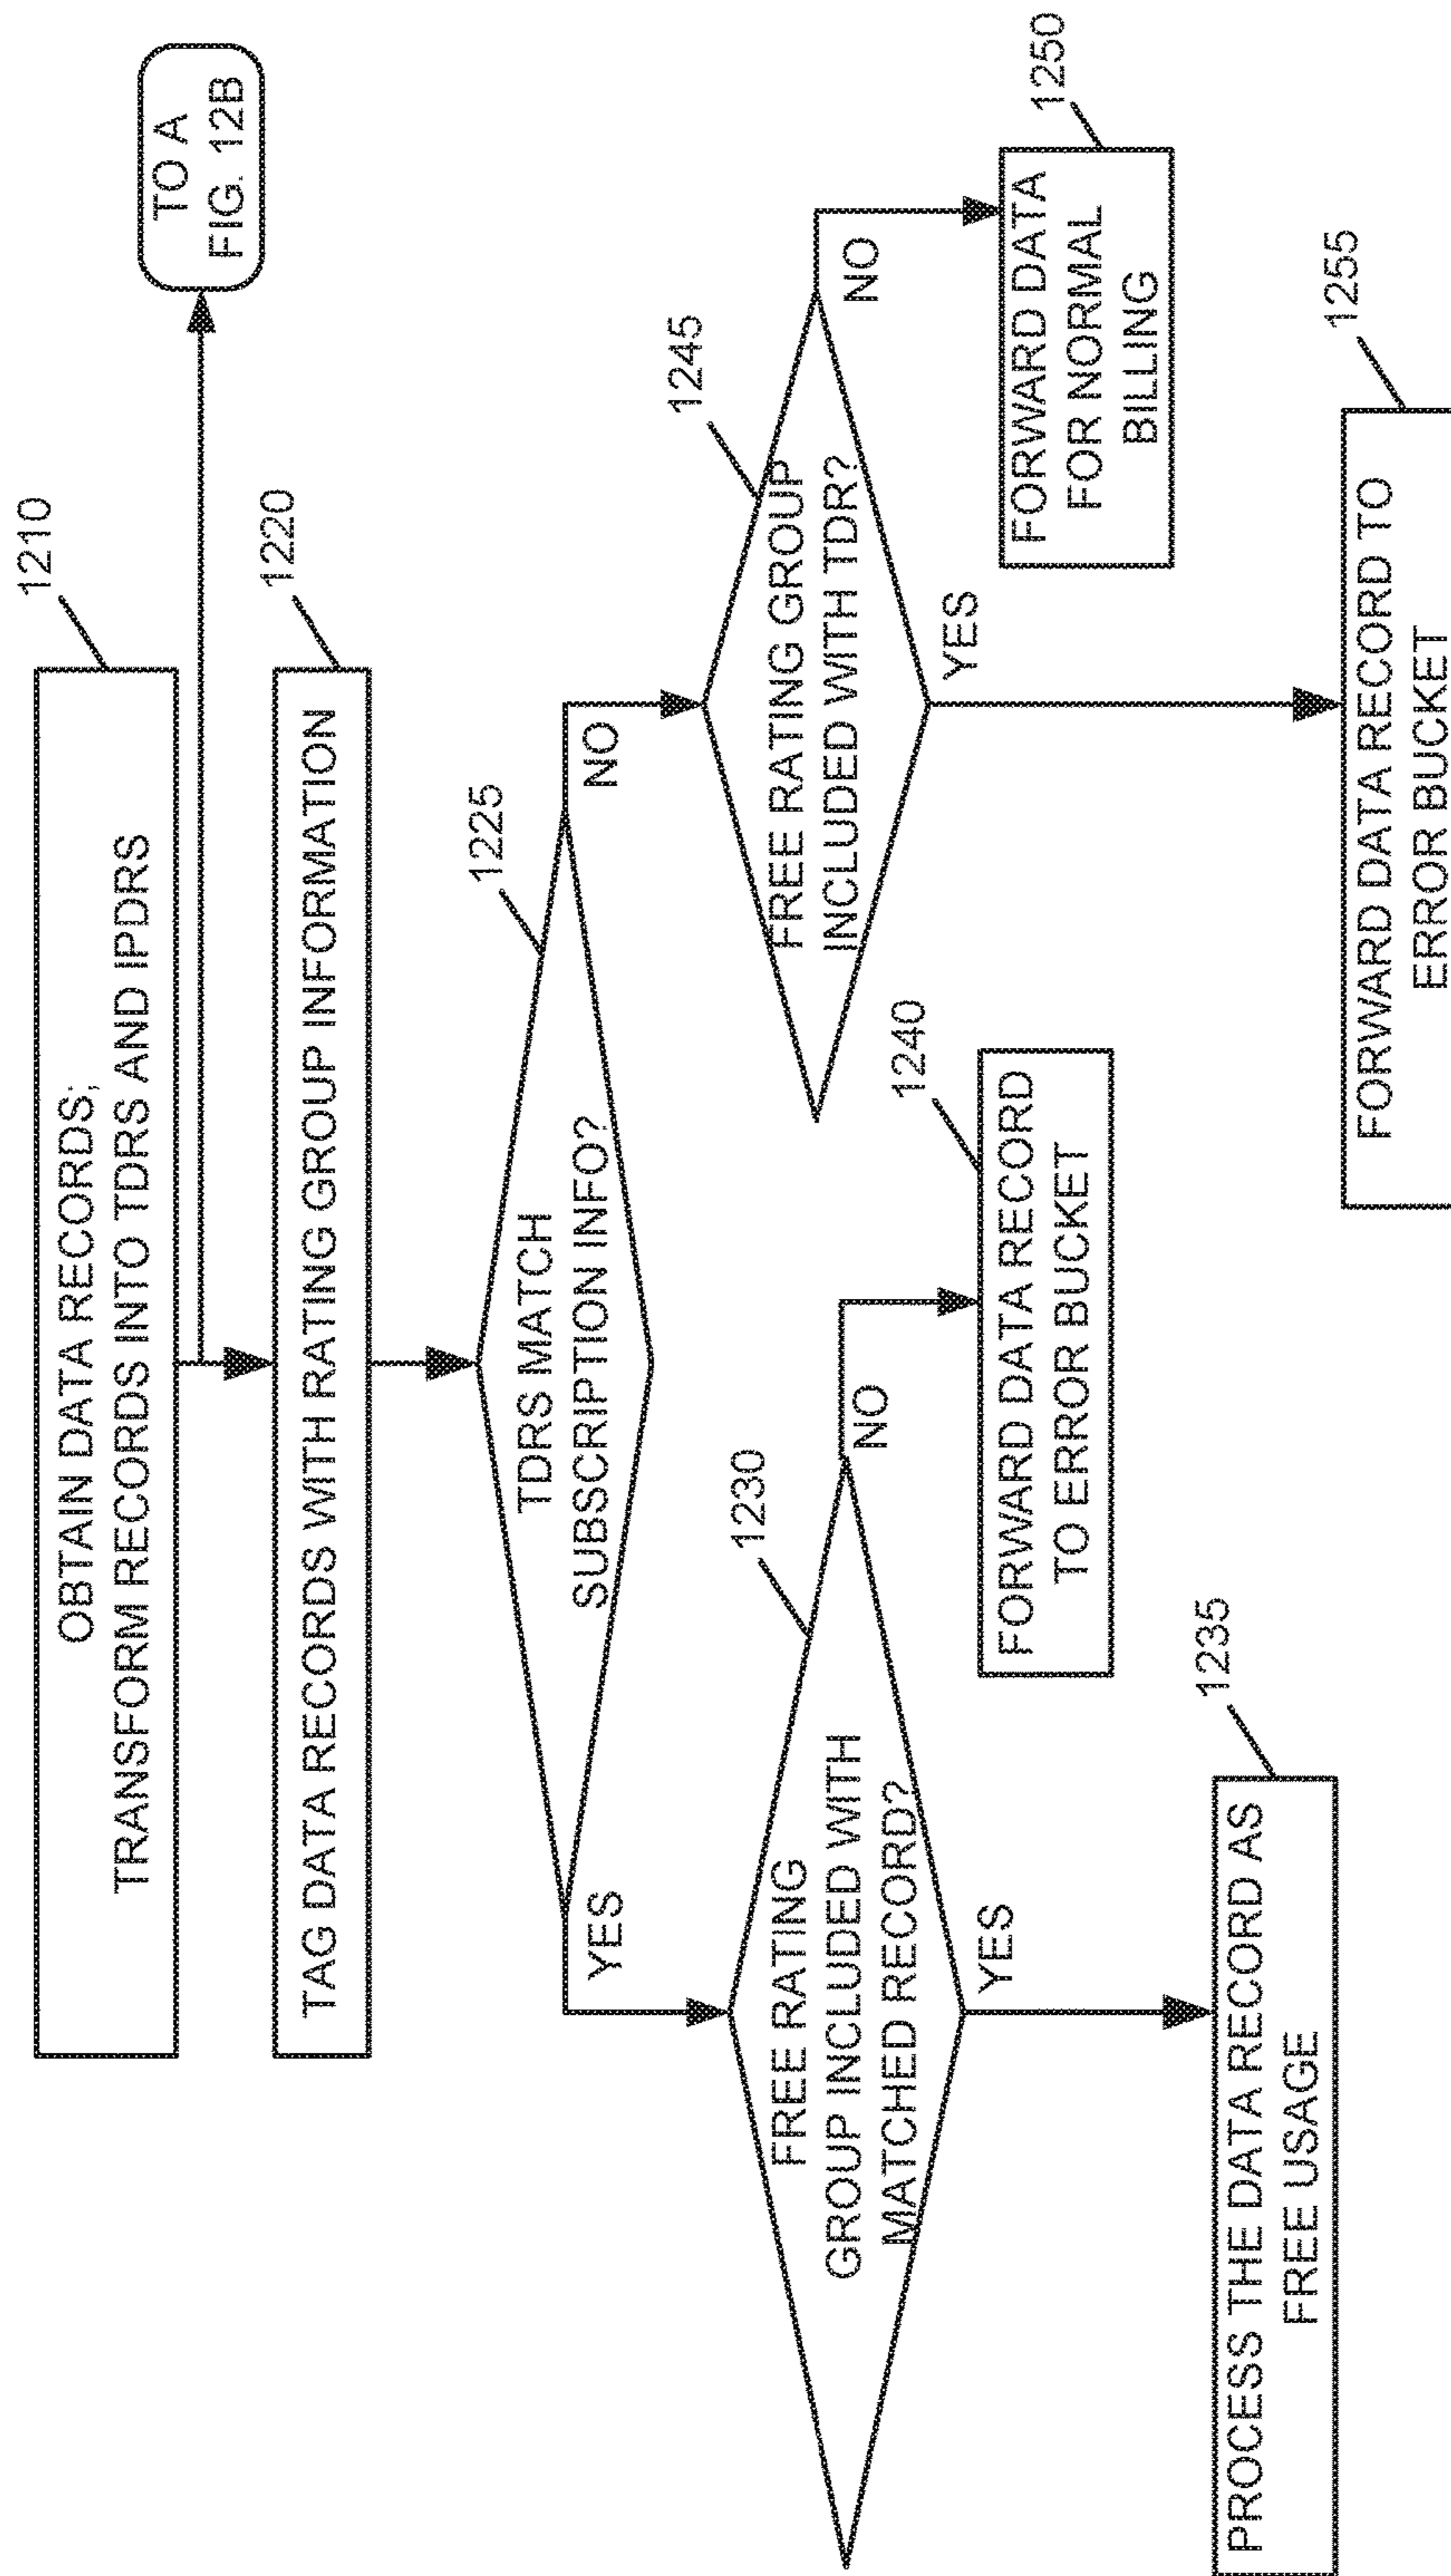 1210
OBTAIN DATA RECORDS;
TRANSFORM RECORDS INTO TDRS AND IPDRS
TO A
FIG. 12B
1220
TAG DATA RECORDS WITH RATING GROUP INFORMATION
1225
TDRS MATCH
SUBSCRIPTION INFO?
YES
NO
1230
FREE RATING
GROUP INCLUDED WITH
MATCHED RECORD?
NO
YES
1240
FORWARD DATA RECORD
TO ERROR BUCKET
1235
PROCESS THE DATA RECORD AS
FREE USAGE
1245
FREE RATING GROUP
INCLUDED WITH TDR?
NO
YES
1250
FORWARD DATA
FOR NORMAL
BILLING
1255
FORWARD DATA RECORD TO
ERROR BUCKET